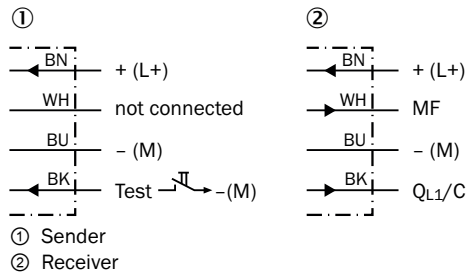 ① ②
BN + (L+) BN + (L+)
WH not connected WH MF
BU – (M) BU – (M)
BK Test –(M) BK QL1/C
① Sender
② Receiver